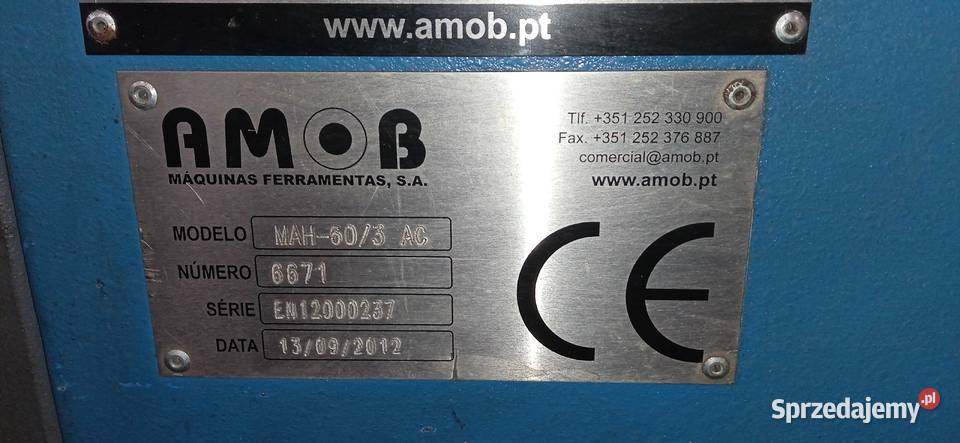 www.amob.pt
AMOB
MÁQUINAS FERRAMENTAS, S.A.
Tlf. +351 252 330 900
Fax. +351 252 376 887
comercial@amob.pt
www.amob.pt
MODELO MAH-60/3 AC
NÚMERO 6671
SÉRIE EN12000237
DATA 13/09/2012
CE
Sprzedajemy.pl